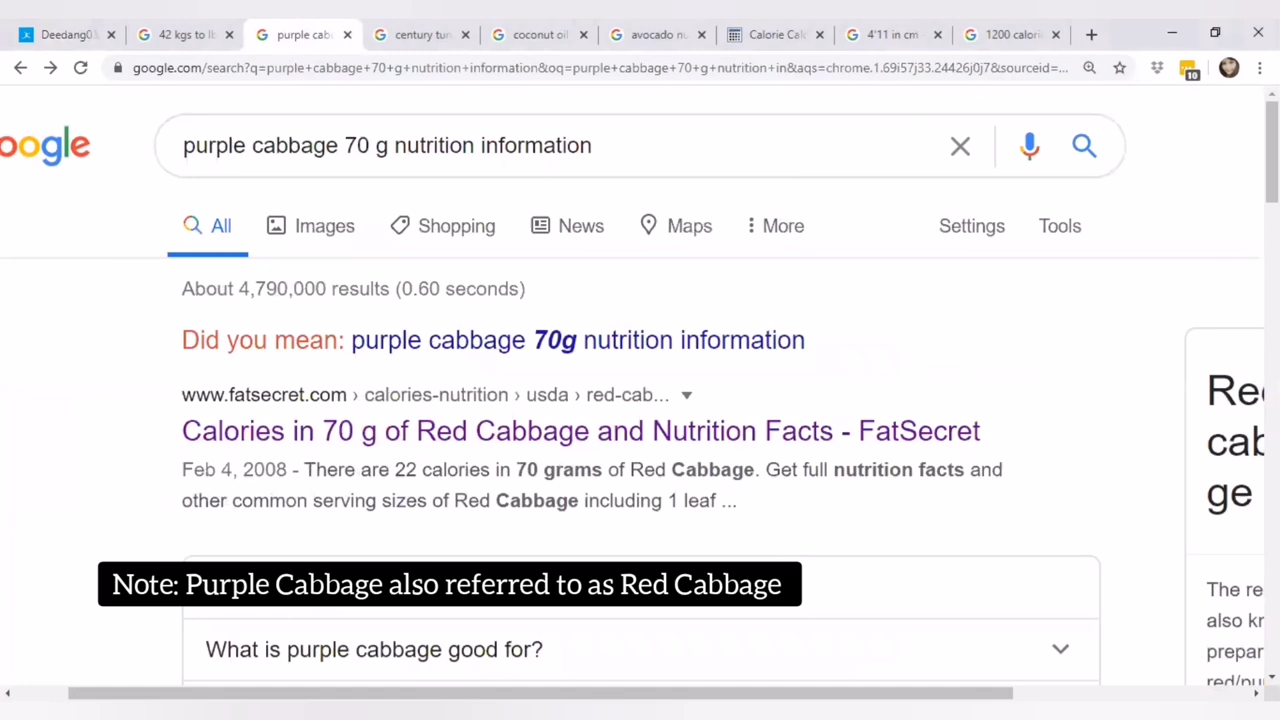 Deedang0
42 kgs to lb
purple cab
century tun
coconut oil
avocado nu
Calorie Calc
4'11 in cm -
1200 calori
google.com/search?q=purple+cabbage+70+g+nutrition+information&oq=purple+cabbage+70+g+nutrition+in&aqs=chrome.1.69i57j33.24426j0j7&sourceid=...
10
oogle
purple cabbage 70 g nutrition information
All
Images
Shopping
News
Maps
More
Settings
Tools
About 4,790,000 results (0.60 seconds)
Did you mean: purple cabbage 70g nutrition information
www.fatsecret.com › calories-nutrition › usda › red-cab...
Calories in 70 g of Red Cabbage and Nutrition Facts - FatSecret
Feb 4, 2008 - There are 22 calories in 70 grams of Red Cabbage. Get full nutrition facts and
other common serving sizes of Red Cabbage including 1 leaf ...
Note: Purple Cabbage also referred to as Red Cabbage
What is purple cabbage good for?
Red
cab
ge
The re
also kr
prepar
red/pu